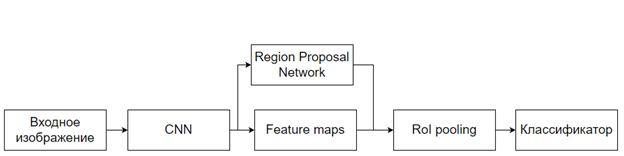 Region Proposal
Network
Входное
изображение
CNN
Feature maps
RoI pooling
Классификатор